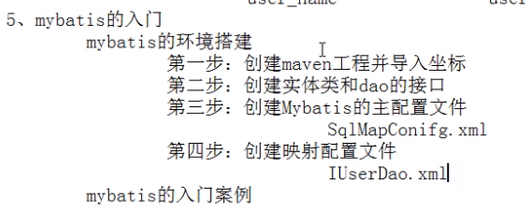 user_name
5、mybatis的入门
mybatis的环境搭建
第一步：创建maven工程并导入坐标
第二步：创建实体类和dao的接口
第三步：创建Mybatis的主配置文件
SqlMapConifg.xml
第四步：创建映射配置文件
IUserDao.xml
mybatis的入门案例